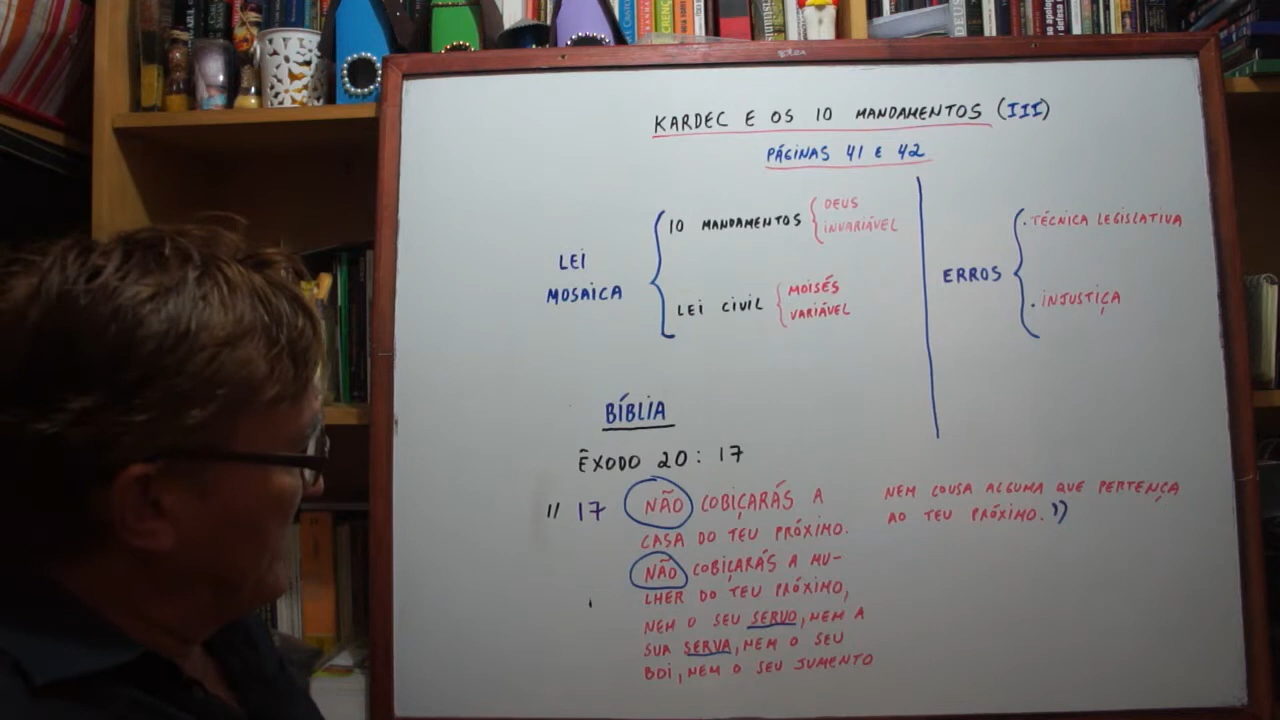 KARDEC E OS 10 MANDAMENTOS (III)
PÁGINAS 41 E 42
LEI
MOSAICA
10 MANDAMENTOS
DEUS
INVARIÁVEL
LEI CIVIL
MOISÉS
VARIÁVEL
ERROS
. TÉCNICA LEGISLATIVA
. INJUSTIÇA
BÍBLIA
ÊXODO 20: 17
" 17 NÃO COBIÇARÁS A
CASA DO TEU PRÓXIMO.
NÃO COBIÇARÁS A MU-
LHER DO TEU PRÓXIMO,
NEM O SEU SERVO, NEM A
SUA SERVA, NEM O SEU
BOI, NEM O SEU JUMENTO
NEM COUSA ALGUMA QUE PERTENÇA
AO TEU PRÓXIMO."